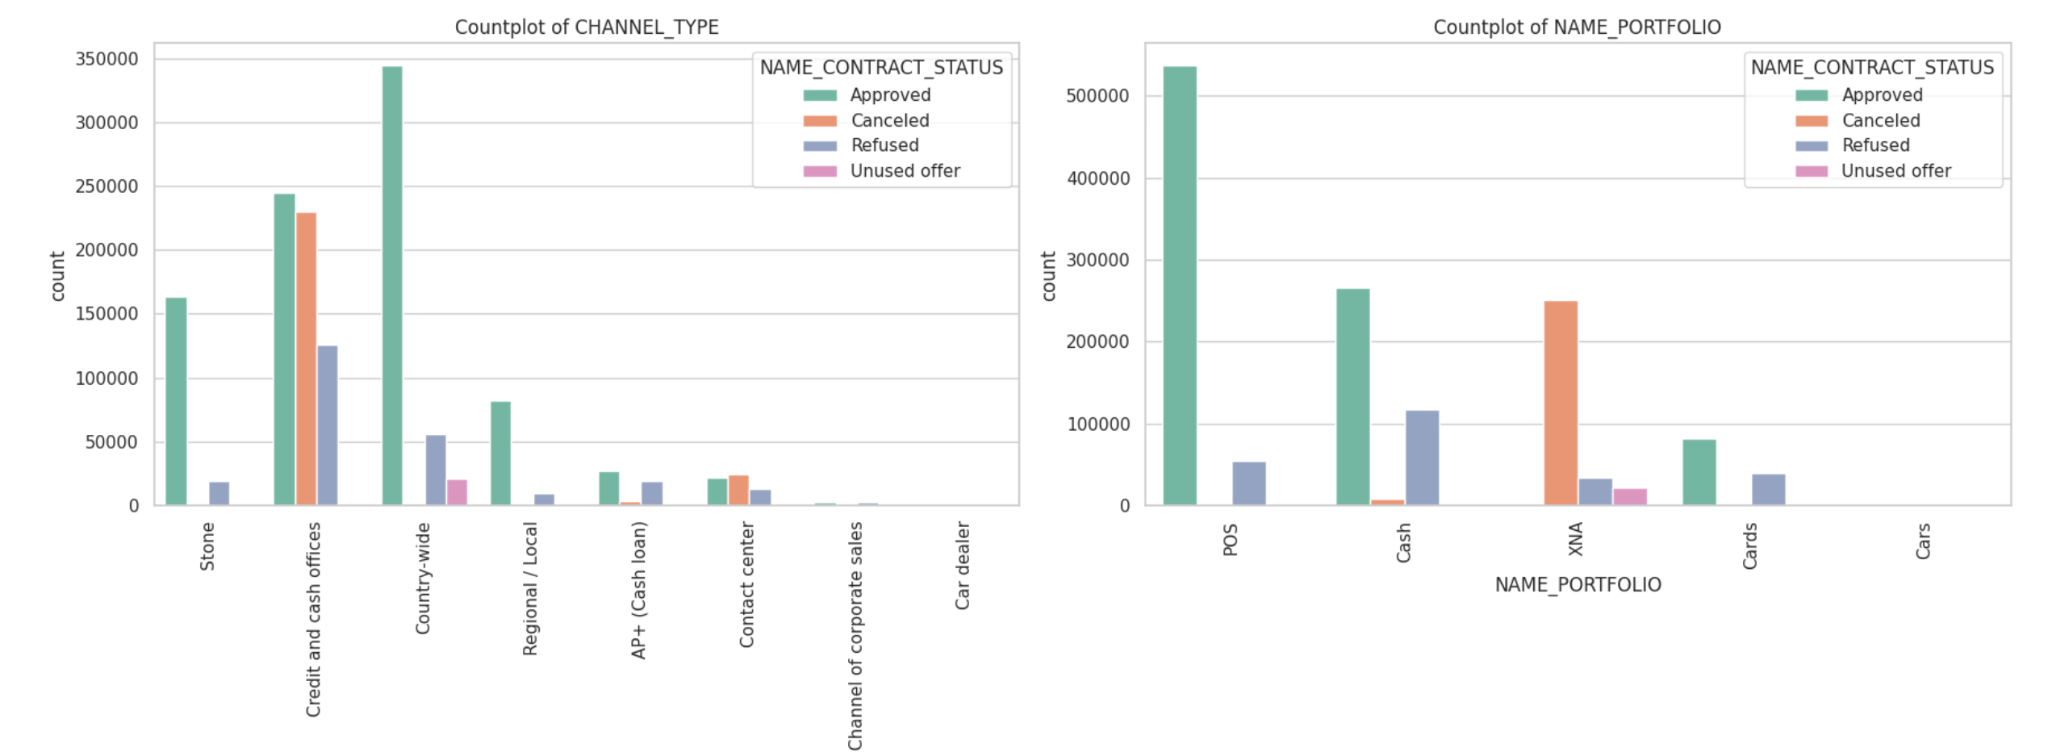 Countplot of CHANNEL_TYPE
350000
300000
250000
200000
150000
100000
50000
0
count
NAME_CONTRACT_STATUS
Approved
Canceled
Refused
Unused offer
Stone
Credit and cash offices
Country-wide
Regional / Local
AP+ (Cash loan)
Contact center
Channel of corporate sales
Car dealer
Countplot of NAME_PORTFOLIO
500000
400000
300000
200000
100000
0
count
NAME_CONTRACT_STATUS
Approved
Canceled
Refused
Unused offer
POS
Cash
XNA
Cards
Cars
NAME_PORTFOLIO